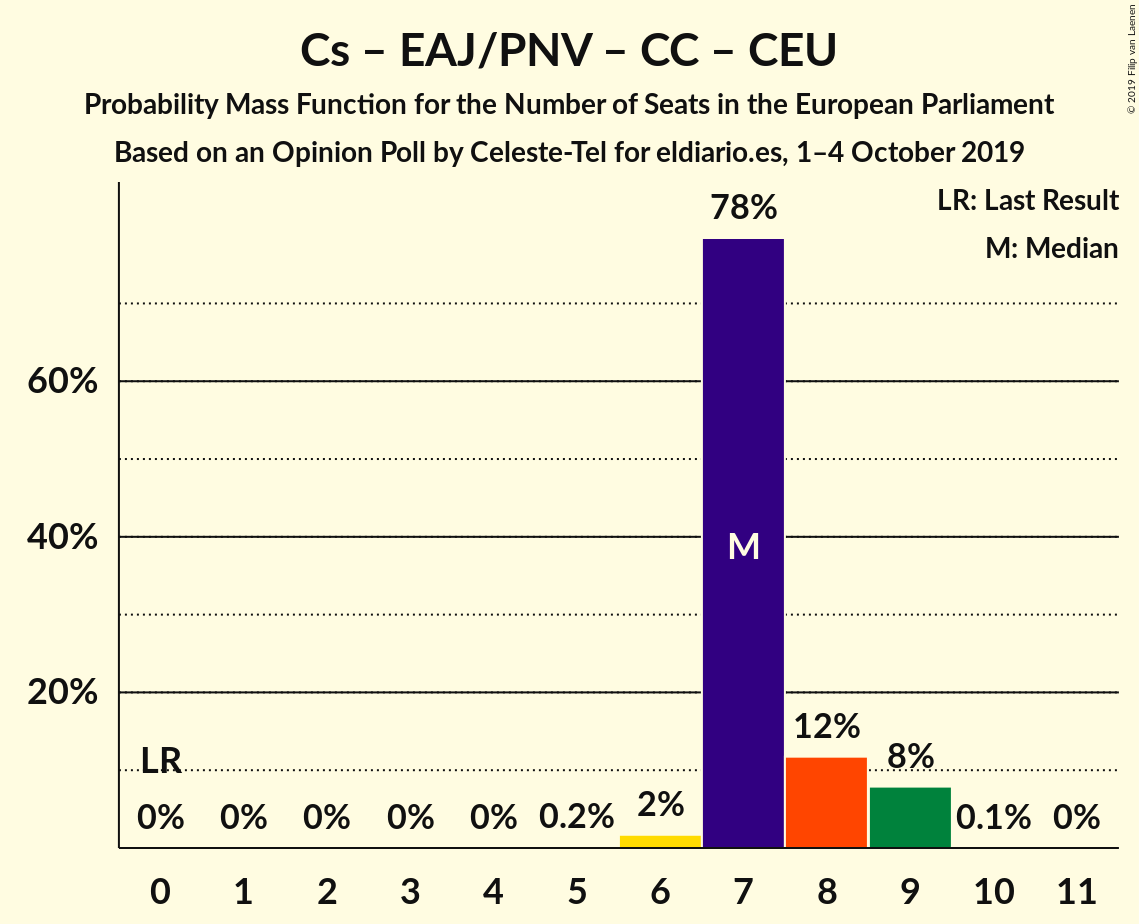 Cs – EAJ/PNV – CC – CEU
Probability Mass Function for the Number of Seats in the European Parliament
Based on an Opinion Poll by Celeste-Tel for eldiario.es, 1–4 October 2019
© 2019 Filip van Laenen
LR: Last Result
M: Median
78%
60%
40%
M
20%
12%
8%
LR
2%
0% 0% 0% 0% 0% 0.2% 0.1% 0%
0 1 2 3 4 5 6 7 8 9 10 11